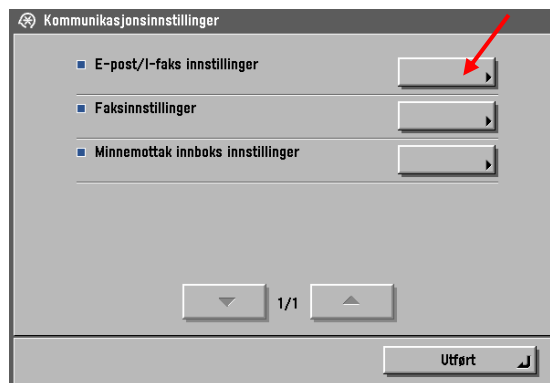 Kommunikasjonsinnstillinger
E-post/I-faks innstillinger
Faksinnstillinger
Minnemottak innboks innstillinger
1/1
Utført